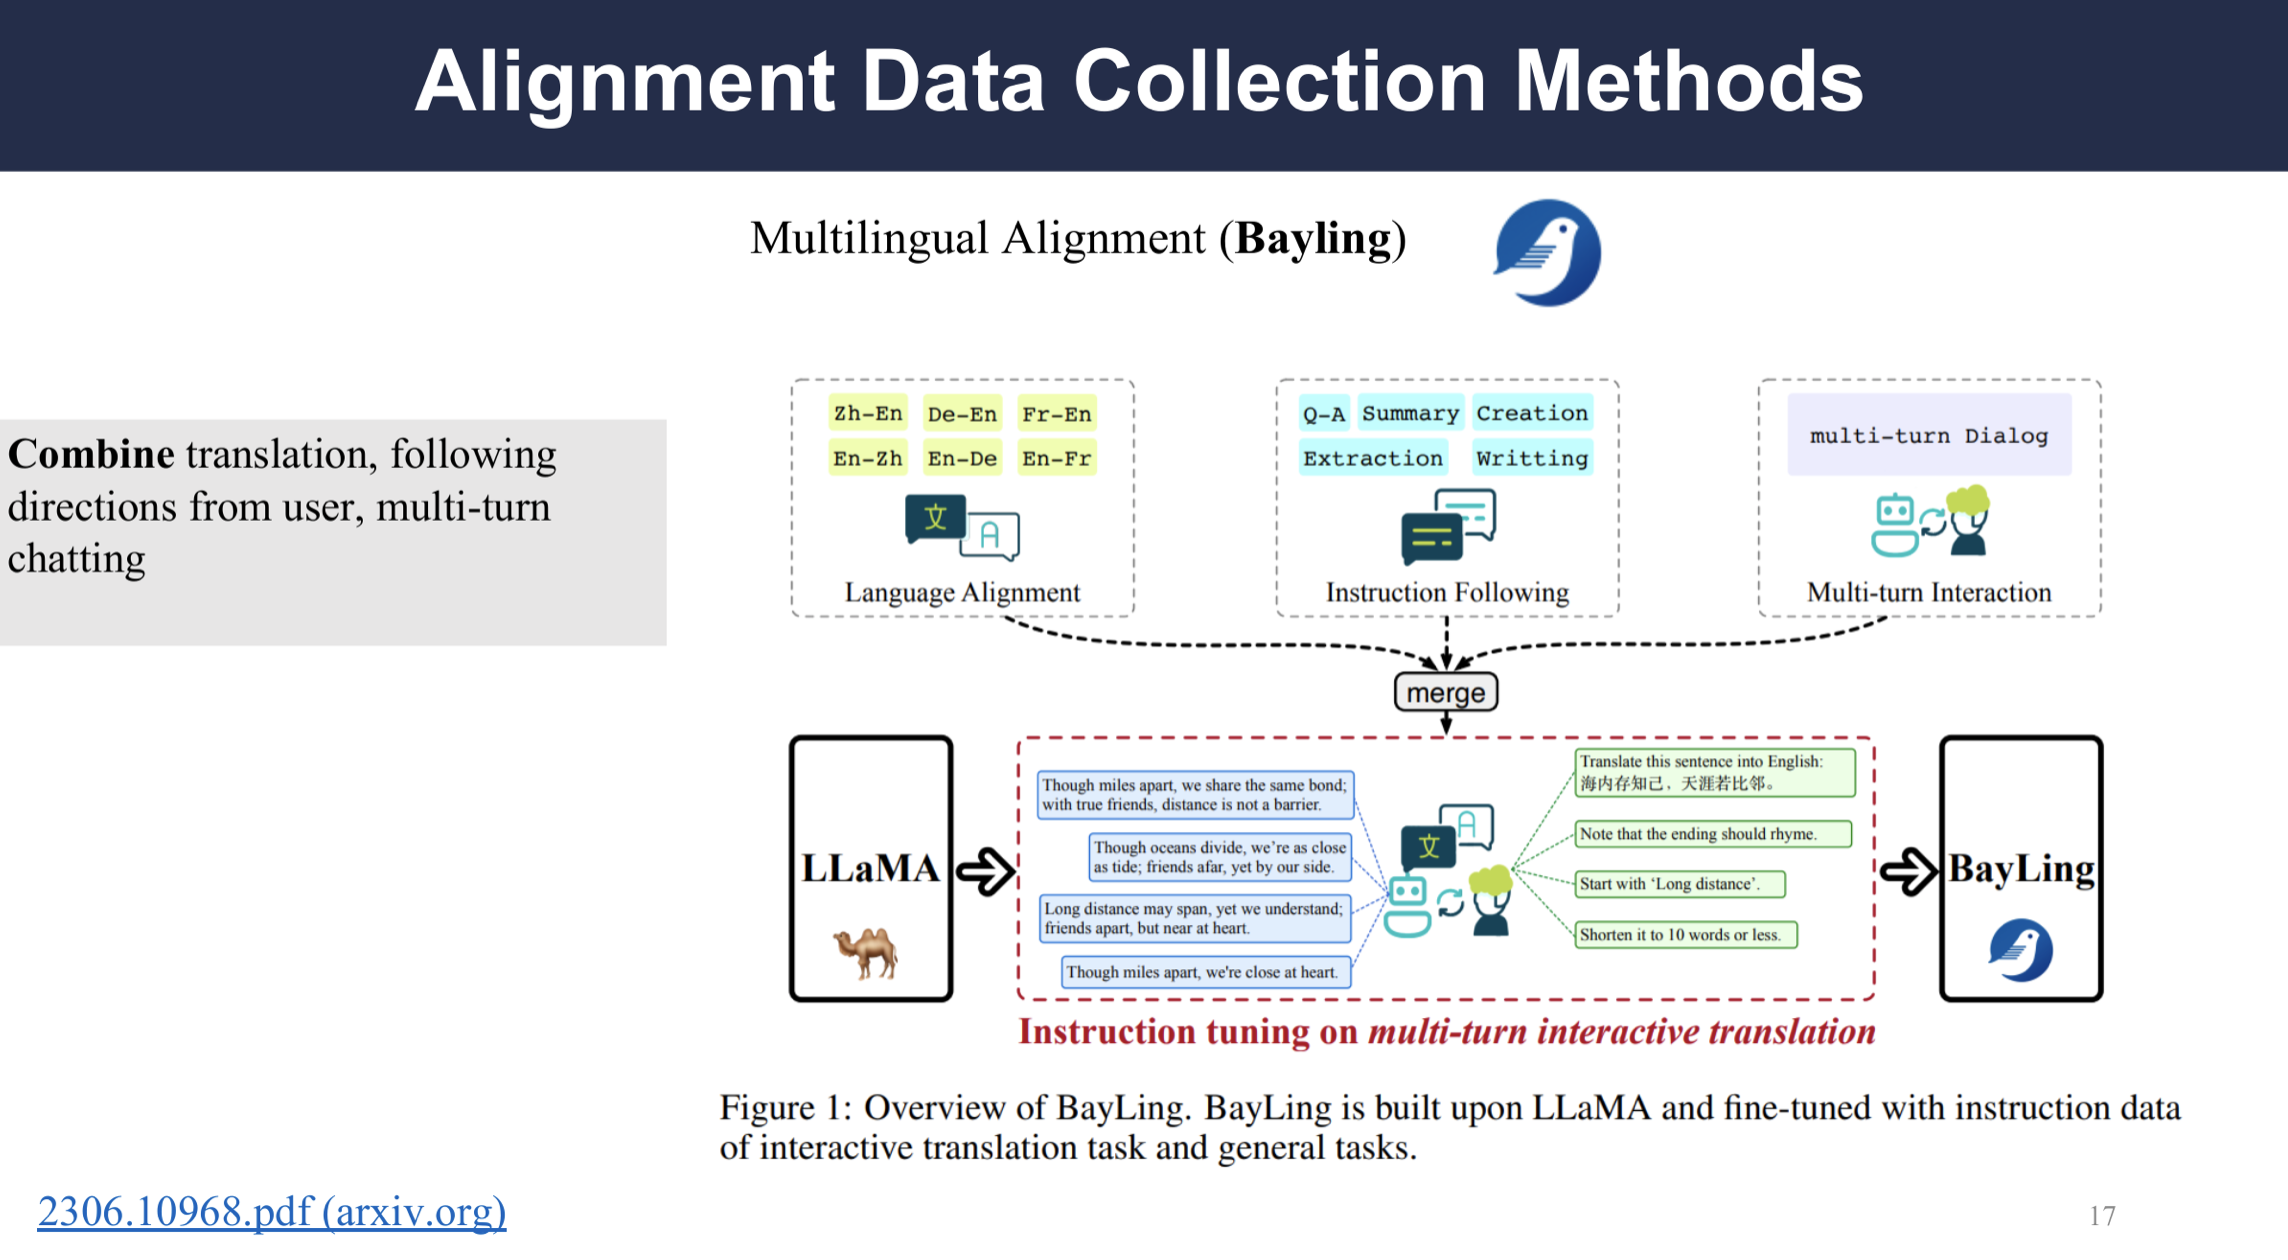 Alignment Data Collection Methods
Multilingual Alignment (Bayling)
Combine translation, following
directions from user, multi-turn
chatting
Zh-En De-En Fr-En
En-Zh En-De En-Fr
文 A
Language Alignment
Q-A Summary Creation
Extraction Writting
Instruction Following
multi-turn Dialog
Multi-turn Interaction
merge
LLaMA
Though miles apart, we share the same bond;
with true friends, distance is not a barrier.
Though oceans divide, we're as close
as tide; friends afar, yet by our side.
Long distance may span, yet we understand;
friends apart, but near at heart.
Though miles apart, we're close at heart.
文 A
Translate this sentence into English:
海内存知己，天涯若比邻。
Note that the ending should rhyme.
Start with ‘Long distance’.
Shorten it to 10 words or less.
BayLing
Instruction tuning on multi-turn interactive translation
Figure 1: Overview of BayLing. BayLing is built upon LLaMA and fine-tuned with instruction data
of interactive translation task and general tasks.
2306.10968.pdf (arxiv.org)
17